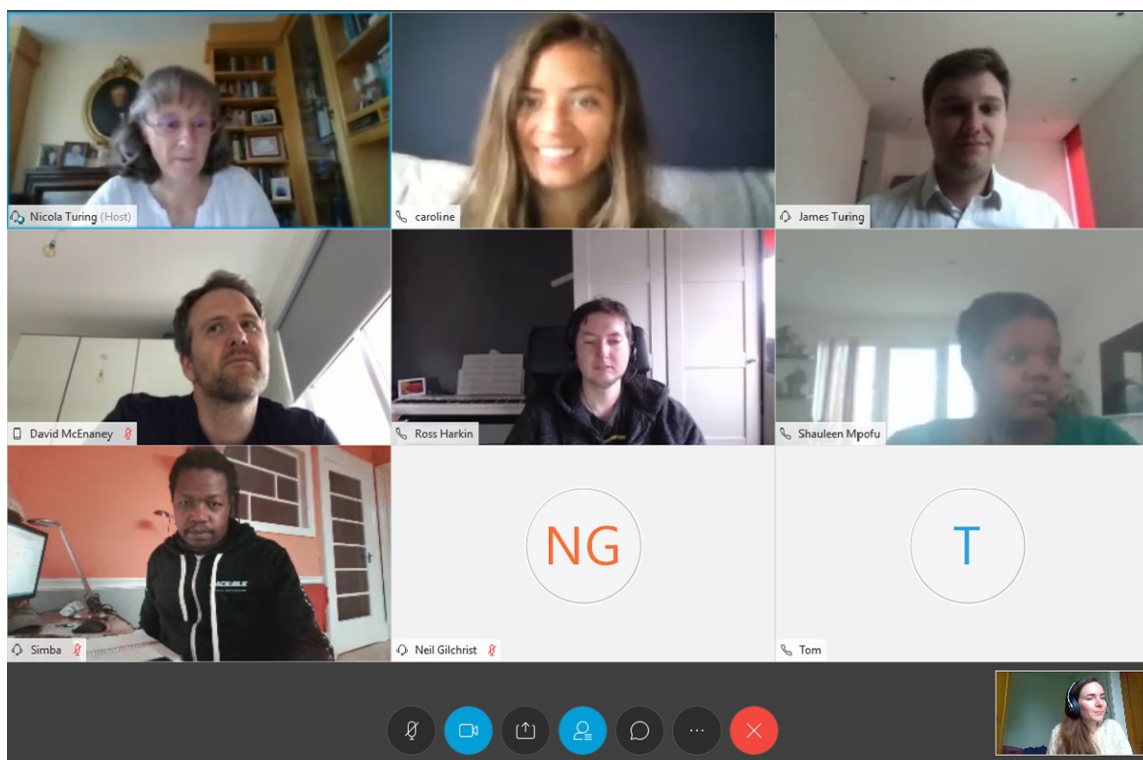 Nicola Turing (Host)
caroline
James Turing
David McEnaney
Ross Harkin
Shauleen Mpofu
Simba
NG
Neil Gilchrist
T
Tom